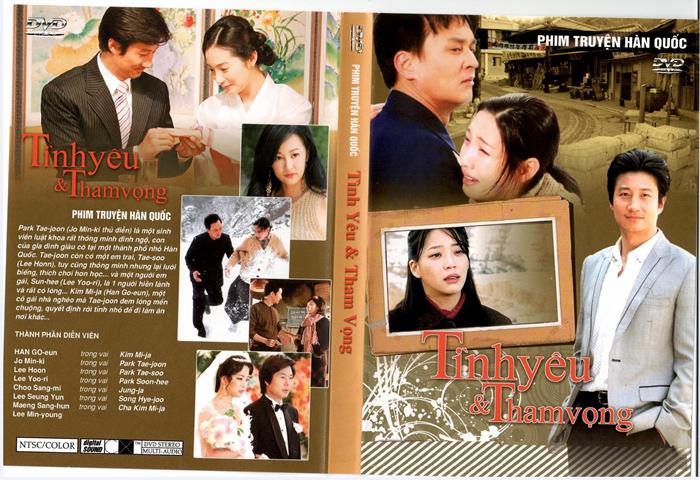 DVD
Tình yêu
& Tham vọng
PHIM TRUYỆN HÀN QUỐC
Park Tae-joon (Jo Min-ki thủ diễn) là một sinh
viên luật khoa rất thông minh đĩnh ngộ, con
của gia đình giàu có tại một thành phố nhỏ Hàn
Quốc. Tae-joon còn có một em trai, Tae-soo
(Lee Honn), tuy cũng thông minh nhưng lại lười
biếng, thích chơi hơn học... và một người em
gái, Sun-hee (Lee Yoo-ri), là 1 người hiền lành
và rất có lòng... Kim Mi-ja (Han Go-eun), một
cô gái nhà nghèo mà Tae-joon đem lòng mến
chuộng, quyết định rời tỉnh nhỏ để đi làm ăn
nơi khác...
THÀNH PHẦN DIỄN VIÊN
HAN GO-eun trong vai Kim Mi-ja
Jo Min-ki trong vai Park Tae-joon
Lee Hoon trong vai Park Tae-soo
Lee Yoo-ri trong vai Park Soon-hee
Choo Sang-mi trong vai Jung-ja
Lee Seung Yun trong vai Song Hye-joo
Maeng Sang-hun trong vai Cha Kim Mi-ja
Lee Min-young
NTSC/COLOR
digital SOUND
DVD STEREO
MULTI-AUDIO
DVD
PHIM TRUYỆN HÀN QUỐC
Tình Yêu & Tham Vọng
PHIM TRUYỆN HÀN QUỐC
DVD
Tình yêu
& Tham vọng